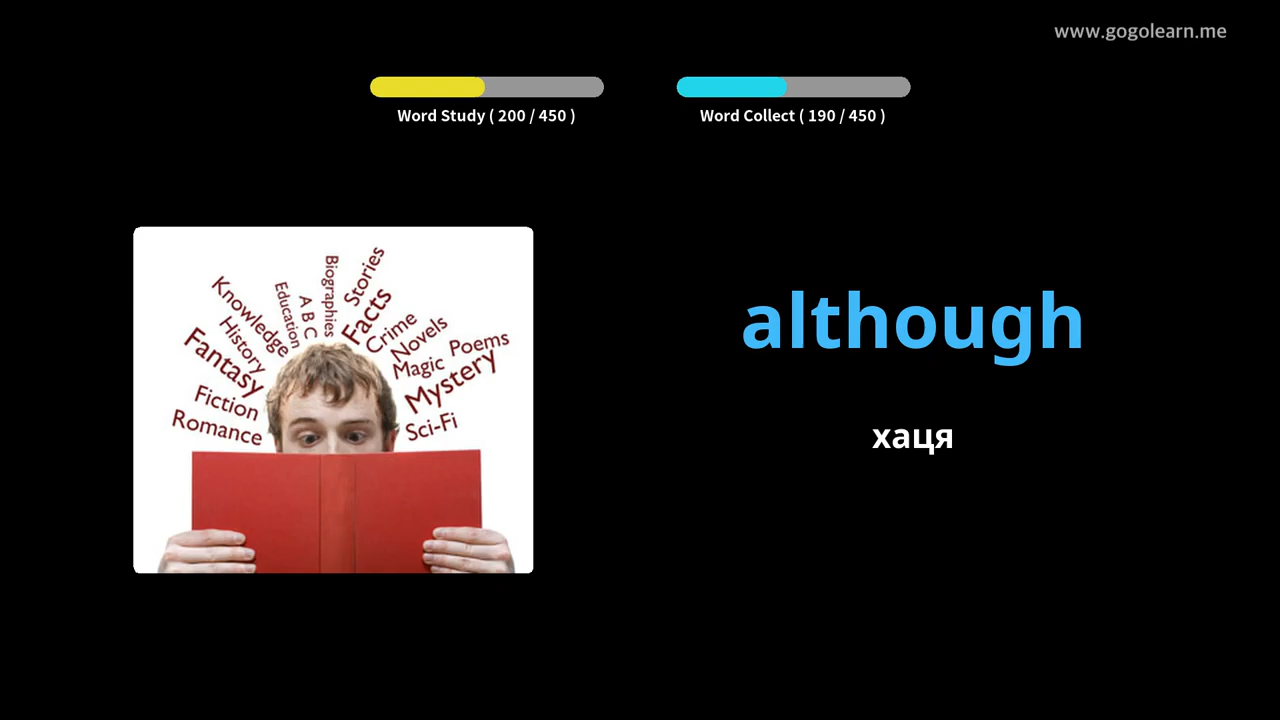 www.gogolearn.me
Word Study ( 200 / 450 )
Word Collect ( 190 / 450 )
Stories
Biographies
Facts
A B C
Education
Knowledge
Crime
Novels
History
Poems
Magic
Fantasy
Mystery
Fiction
Sci-Fi
Romance
although
хаця